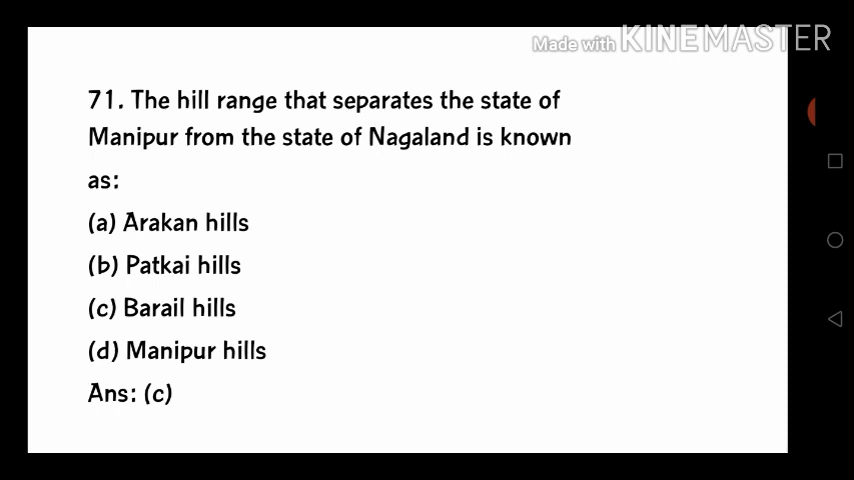 Made with KINEMASTER
71. The hill range that separates the state of
Manipur from the state of Nagaland is known
as:
(a) Arakan hills
(b) Patkai hills
(c) Barail hills
(d) Manipur hills
Ans: (c)